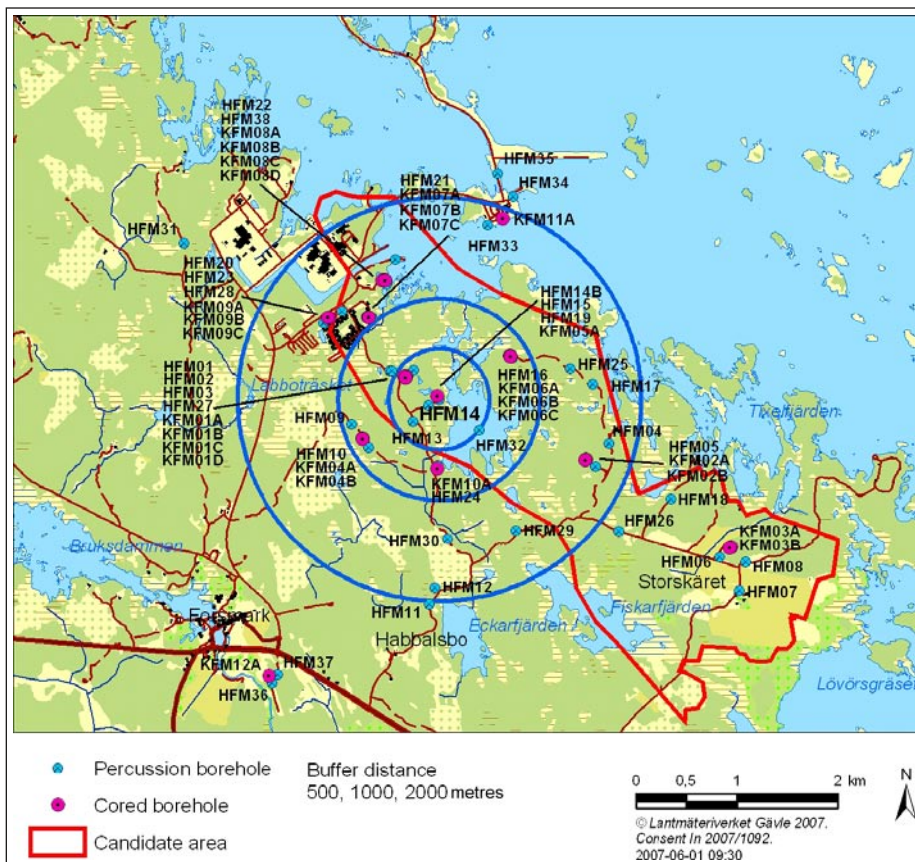 HFM22
HFM38
KFM08A
KFM08B
KFM08C
KFM08D
HFM35
HFM34
HFM21
KFM07A
KFM07B
KFM07C
KFM11A
HFM33
HFM31
HFM20
HFM23
HFM28
KFM09A
KFM09B
KFM09C
HFM14B
HFM15
HFM19
KFM05A
HFM01
HFM02
HFM03
HFM27
KFM01A
KFM01B
KFM01C
KFM01D
Labboträsket
HFM16
KFM06A
KFM06B
KFM06C
HFM25
HFM17
HFM14
HFM09
HFM13
HFM32
HFM04
Tixelfjärden
HFM10
KFM04A
KFM04B
KFM10A
HFM24
HFM05
KFM02A
KFM02B
HFM18
HFM30
HFM29
HFM26
KFM03A
KFM03B
HFM06
HFM08
Bruksdammen
Storskäret
HFM07
HFM12
HFM11
Forsmark
Habbalsbo
Eckarfjärden
Fiskarfjärden
KFM12A
HFM37
HFM36
Lövörsgräset
Percussion borehole
Cored borehole
Candidate area
Buffer distance
500, 1000, 2000 metres
0 0,5 1 2 km
N
© Lantmäteriverket Gävle 2007.
Consent In 2007/1092.
2007-06-01 09:30